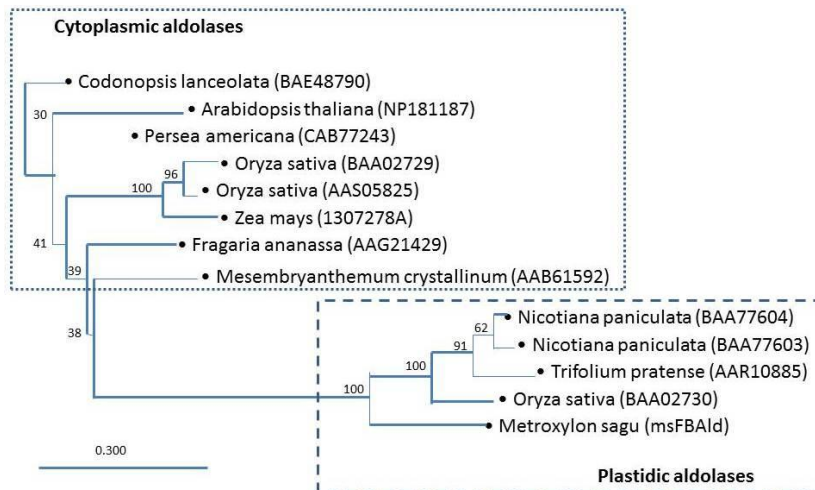 Cytoplasmic aldolases
• Codonopsis lanceolata (BAE48790)
30
• Arabidopsis thaliana (NP181187)
• Persea americana (CAB77243)
96
• Oryza sativa (BAA02729)
100
• Oryza sativa (AAS05825)
• Zea mays (1307278A)
41
• Fragaria ananassa (AAG21429)
39
• Mesembryanthemum crystallinum (AAB61592)
38
• Nicotiana paniculata (BAA77604)
62
• Nicotiana paniculata (BAA77603)
91
100
• Trifolium pratense (AAR10885)
100
• Oryza sativa (BAA02730)
• Metroxylon sagu (msFBAld)
0.300
Plastidic aldolases